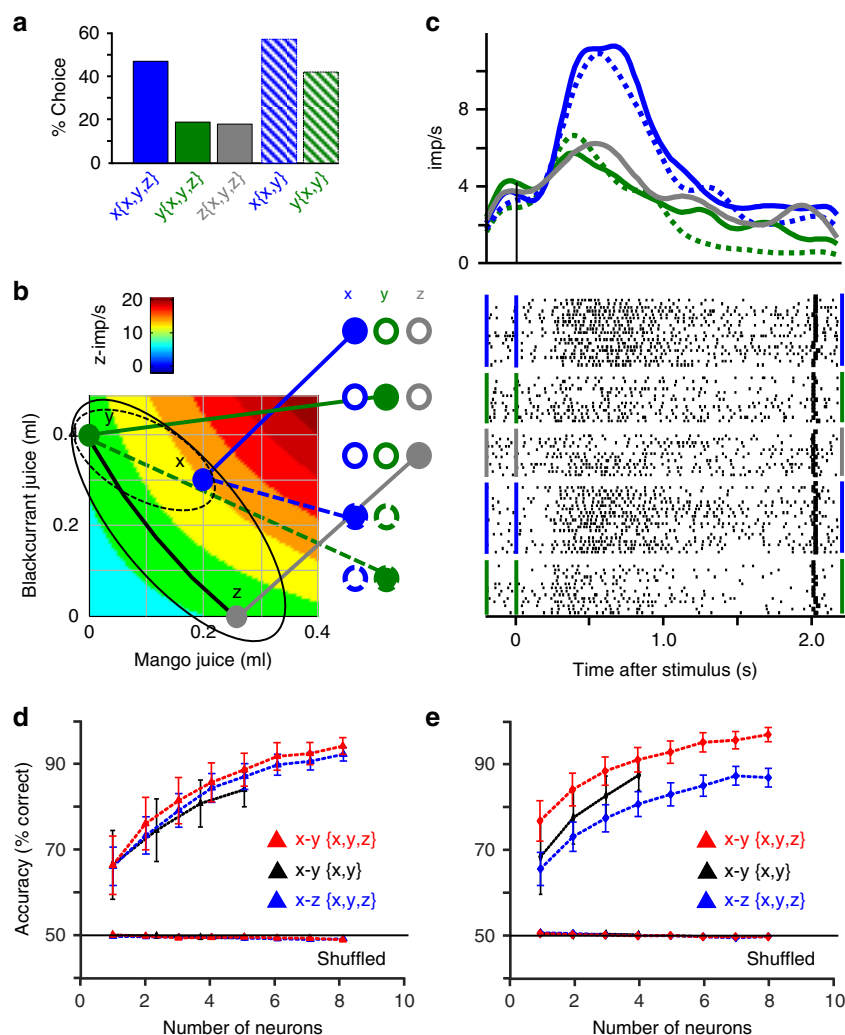 a
60
40
20
0
% Choice
x{x,y,z}
y{x,y,z}
z{x,y,z}
x{x,y}
y{x,y}
b
20
10
0
z-imp/s
x y z
y
x
z
0.4
0.2
0
Blackcurrant juice (ml)
0 0.2 0.4
Mango juice (ml)
c
8
4
0
imp/s
0 1.0 2.0
Time after stimulus (s)
d
90
70
50
Accuracy (% correct)
x-y {x,y,z}
x-y {x,y}
x-z {x,y,z}
Shuffled
0 2 4 6 8 10
Number of neurons
e
90
70
50
x-y {x,y,z}
x-y {x,y}
x-z {x,y,z}
Shuffled
0 2 4 6 8 10
Number of neurons